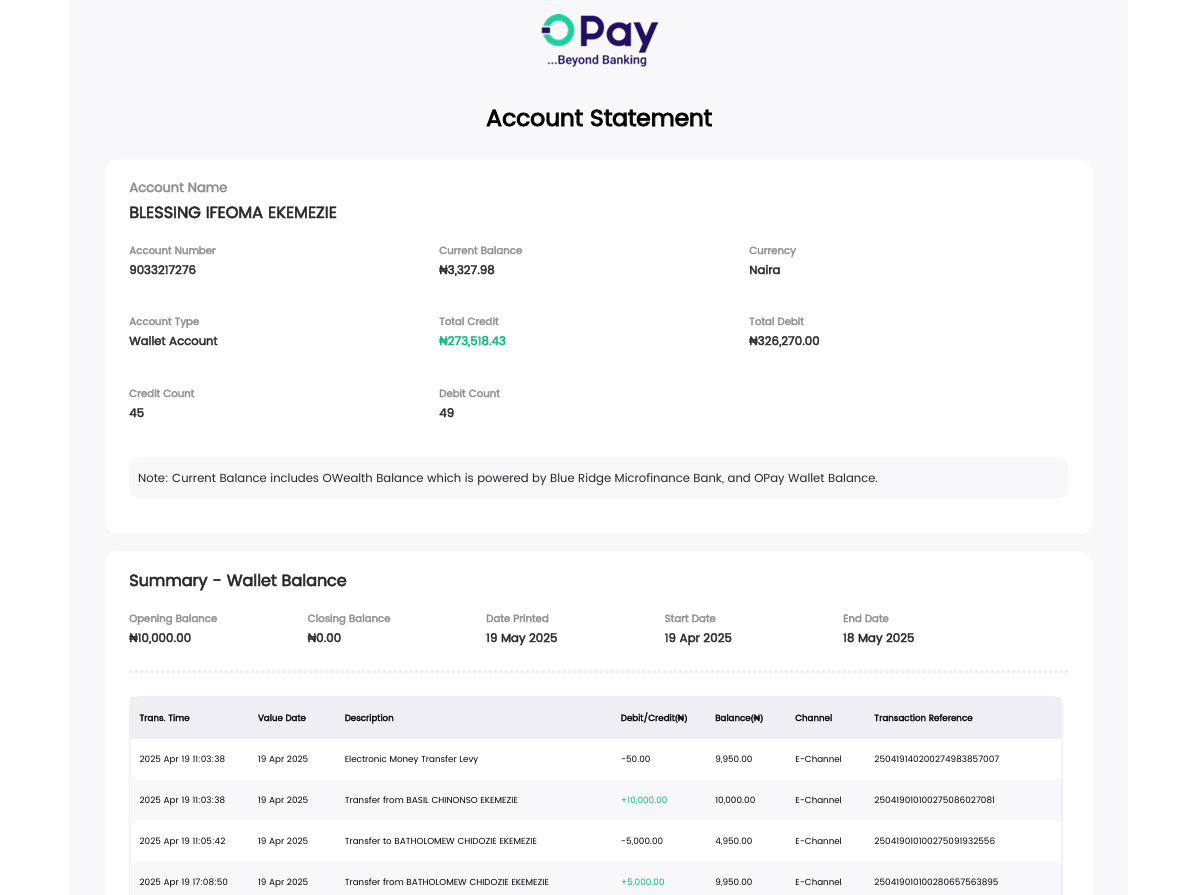 OPay
...Beyond Banking
Account Statement
Account Name
BLESSING IFEOMA EKEMEZIE
Account Number Current Balance Currency
9033217276 ₦3,327.98 Naira
Account Type Total Credit Total Debit
Wallet Account ₦273,518.43 ₦326,270.00
Credit Count Debit Count
45 49
Note: Current Balance includes OWealth Balance which is powered by Blue Ridge Microfinance Bank, and OPay Wallet Balance.
Summary - Wallet Balance
Opening Balance Closing Balance Date Printed Start Date End Date
₦10,000.00 ₦0.00 19 May 2025 19 Apr 2025 18 May 2025
Trans. Time Value Date Description Debit/Credit(₦) Balance(₦) Channel Transaction Reference
2025 Apr 19 11:03:38 19 Apr 2025 Electronic Money Transfer Levy -50.00 9,950.00 E-Channel 250419140200274983857007
2025 Apr 19 11:03:38 19 Apr 2025 Transfer from BASIL CHINONSO EKEMEZIE +10,000.00 10,000.00 E-Channel 250419010100275086027081
2025 Apr 19 11:05:42 19 Apr 2025 Transfer to BATHOLOMEW CHIDOZIE EKEMEZIE -5,000.00 4,950.00 E-Channel 250419010100275091932556
2025 Apr 19 17:08:50 19 Apr 2025 Transfer from BATHOLOMEW CHIDOZIE EKEMEZIE +5,000.00 9,950.00 E-Channel 250419010100280657563895